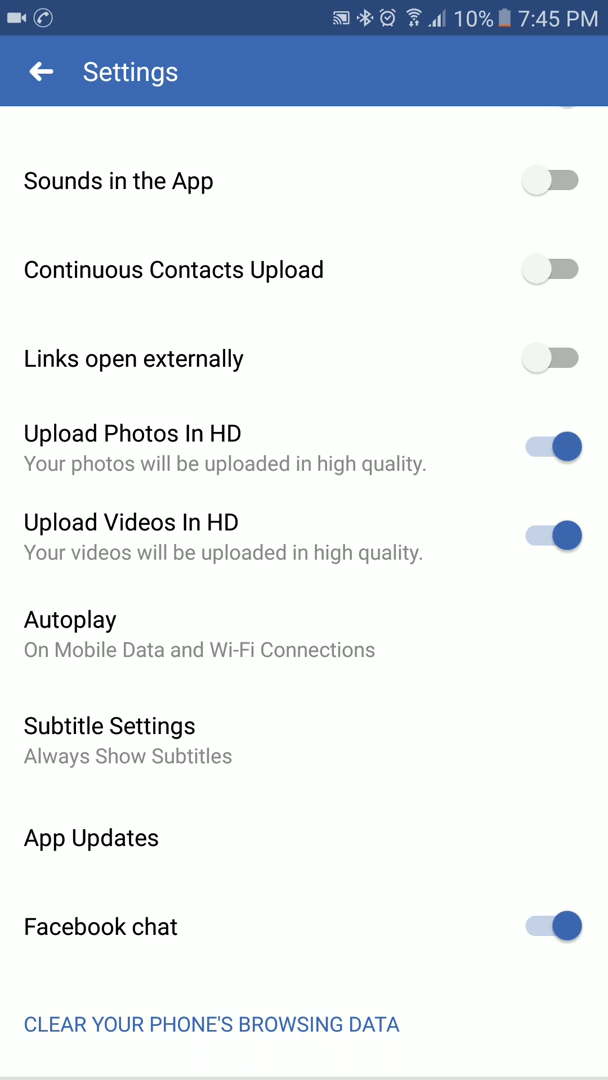 10% 7:45 PM
Settings
Sounds in the App
Continuous Contacts Upload
Links open externally
Upload Photos In HD
Your photos will be uploaded in high quality.
Upload Videos In HD
Your videos will be uploaded in high quality.
Autoplay
On Mobile Data and Wi-Fi Connections
Subtitle Settings
Always Show Subtitles
App Updates
Facebook chat
CLEAR YOUR PHONE'S BROWSING DATA